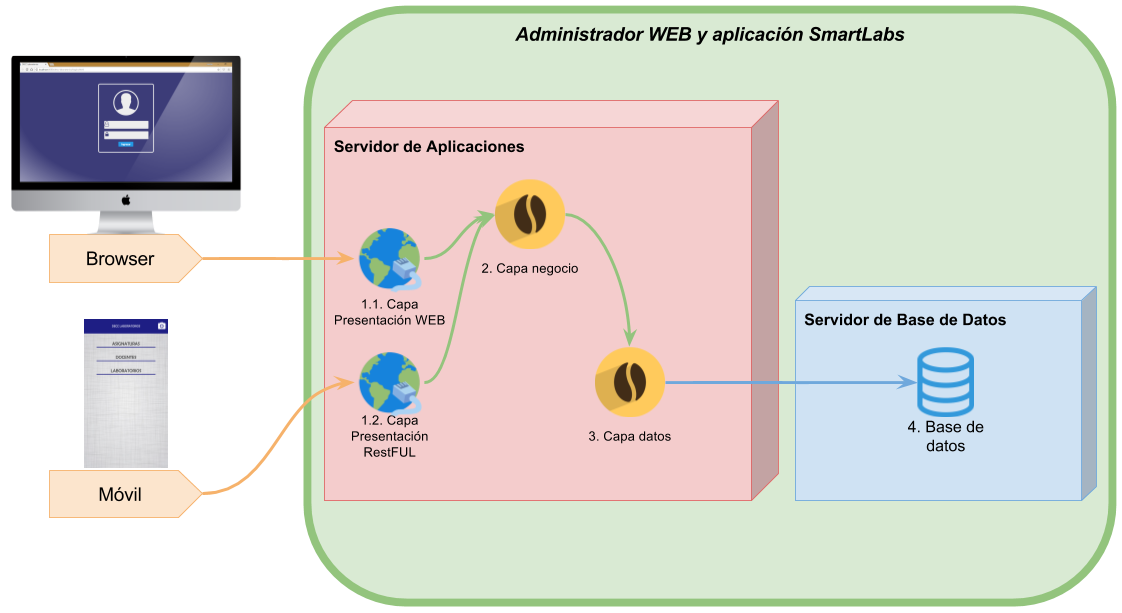 Administrador WEB y aplicación SmartLabs
Servidor de Aplicaciones
Browser
1.1. Capa
Presentación WEB
2. Capa negocio
Móvil
ASIGNATURAS
DOCENTES
LABORATORIOS
1.2. Capa
Presentación
RestFUL
3. Capa datos
Servidor de Base de Datos
4. Base de
datos